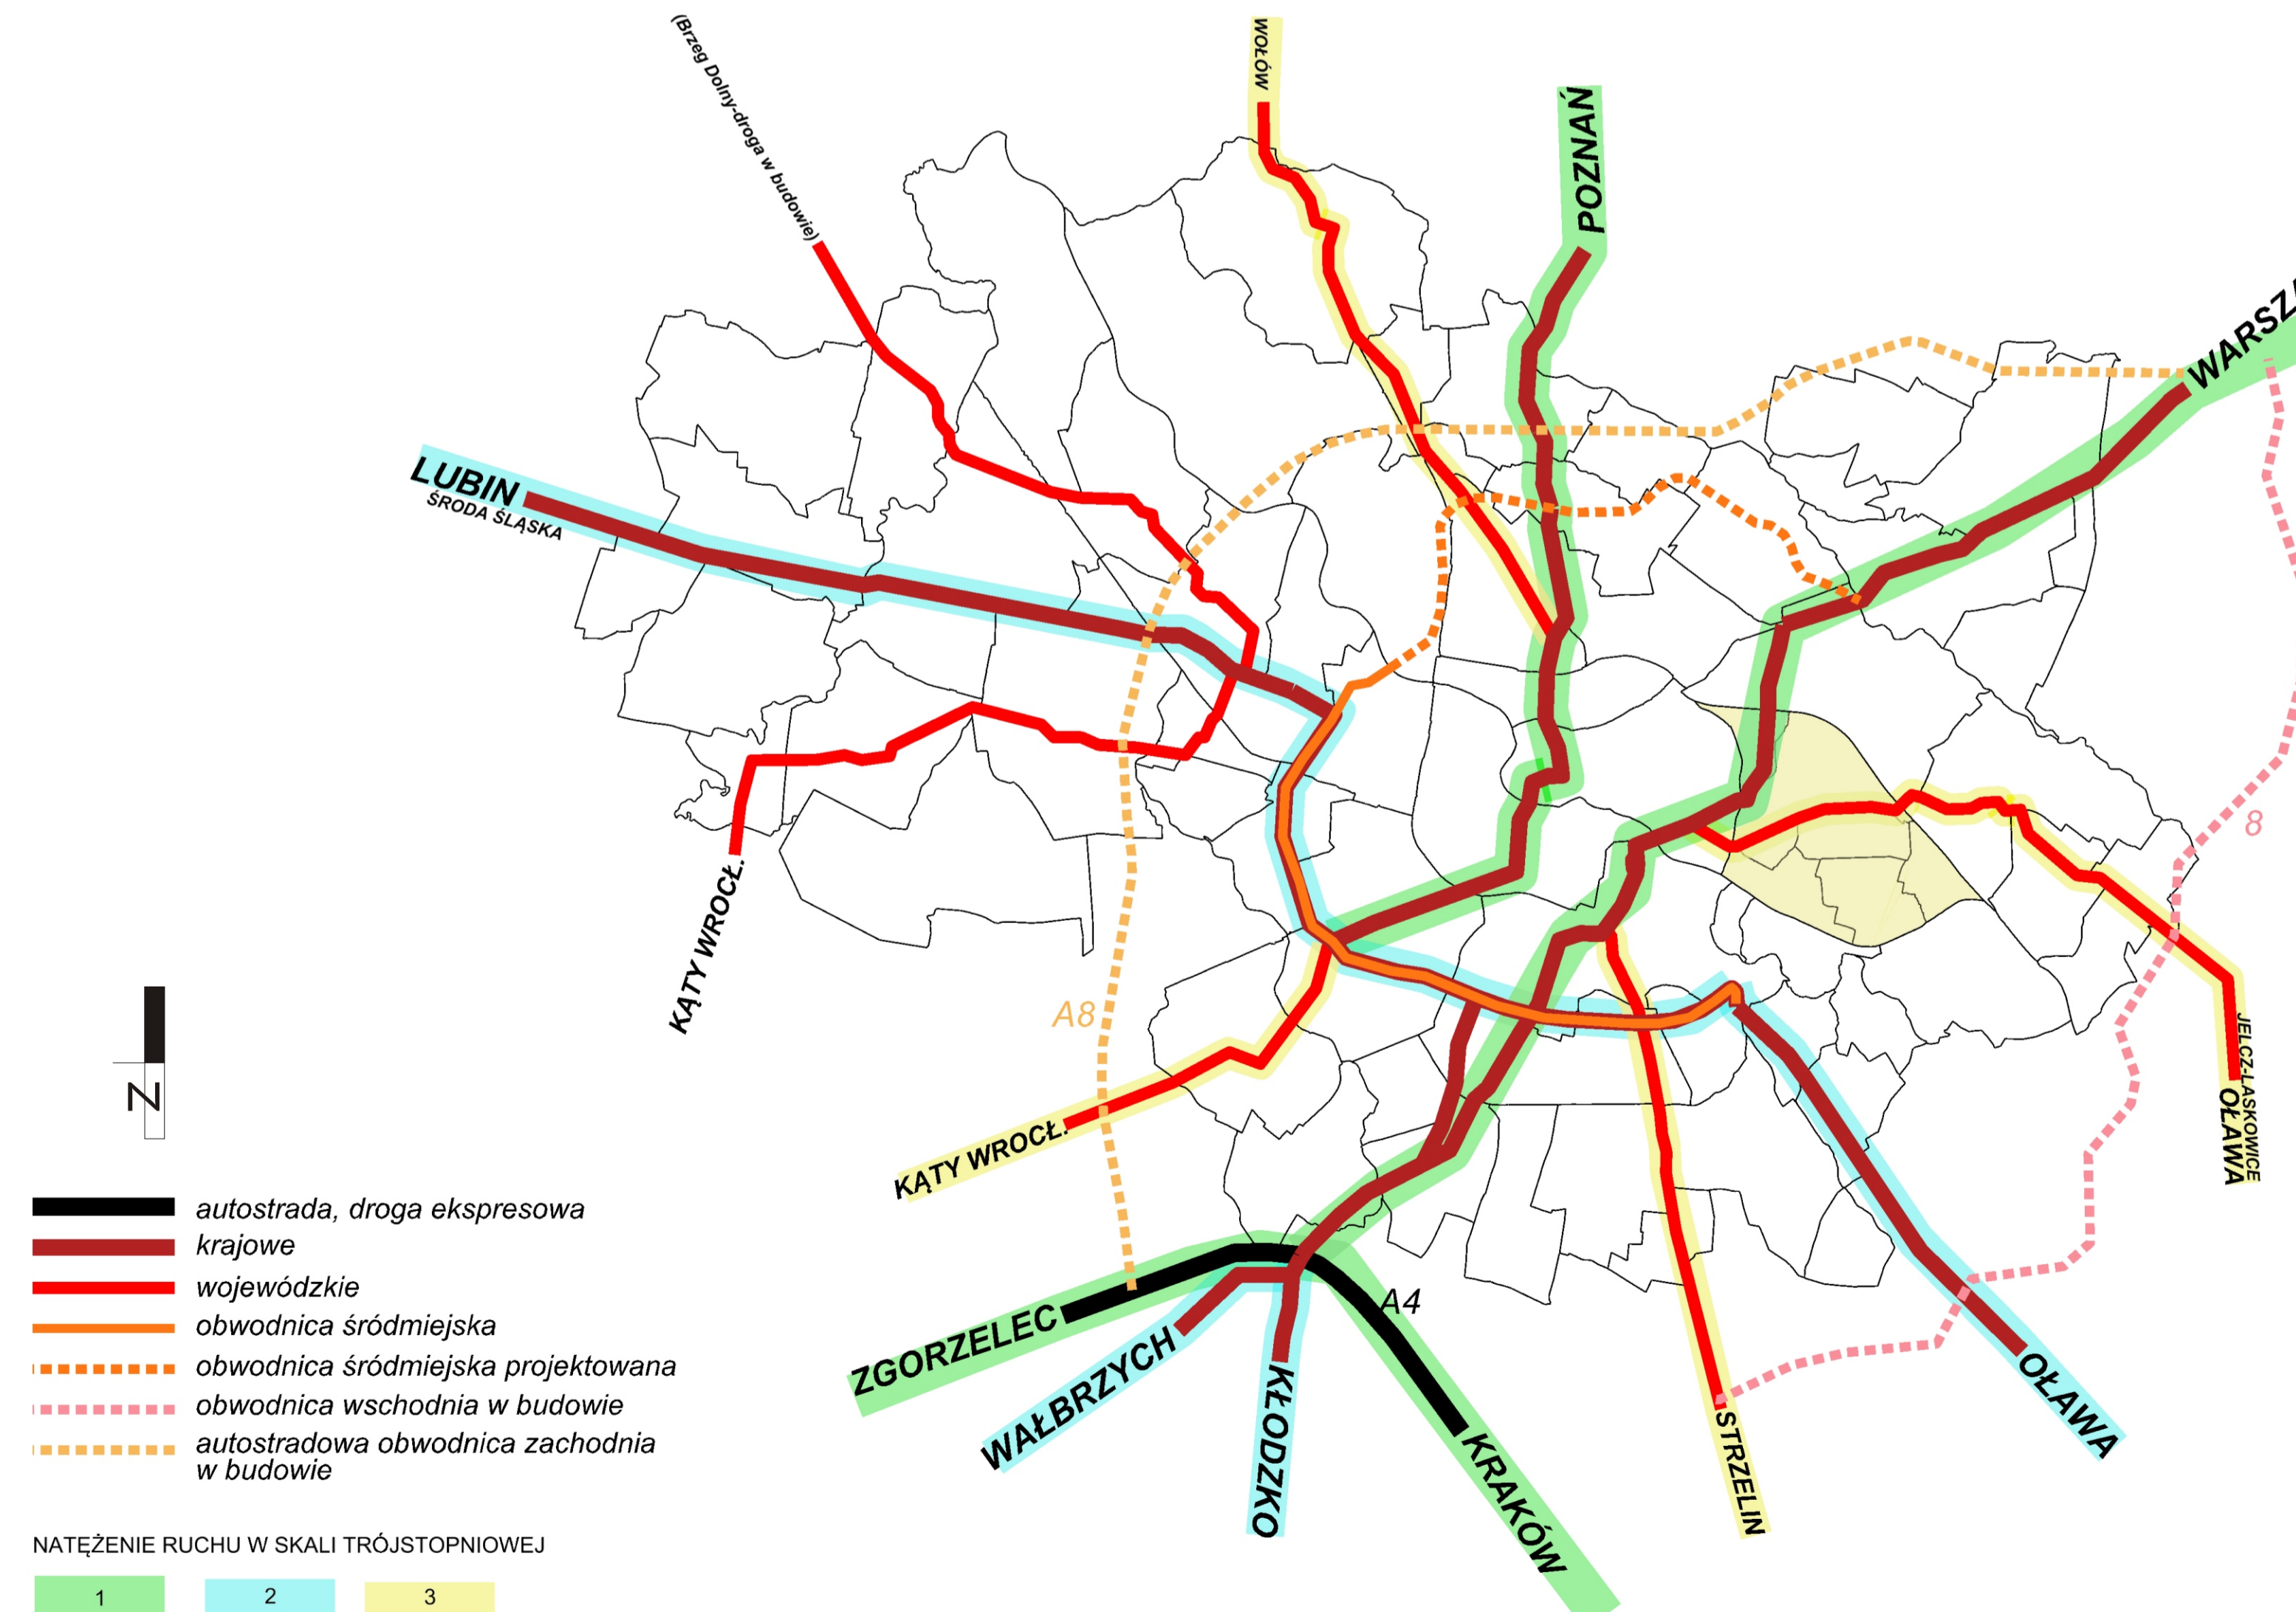 (Brzeg Dolny-droga w budowie)
WOŁÓW
POZNAŃ
WARSZ
LUBIN
ŚRODA ŚLĄSKA
KĄTY WROCŁ.
8
A8
JELCZ-LASKOWICE
OŁAWA
KĄTY WROCŁ.
N
ZGORZELEC
A4
WAŁBRZYCH
KŁODZKO
KRAKÓW
STRZELIN
OŁAWA
autostrada, droga ekspresowa
krajowe
wojewódzkie
obwodnica śródmiejska
obwodnica śródmiejska projektowana
obwodnica wschodnia w budowie
autostradowa obwodnica zachodnia
w budowie
NATĘŻENIE RUCHU W SKALI TRÓJSTOPNIOWEJ
1 2 3